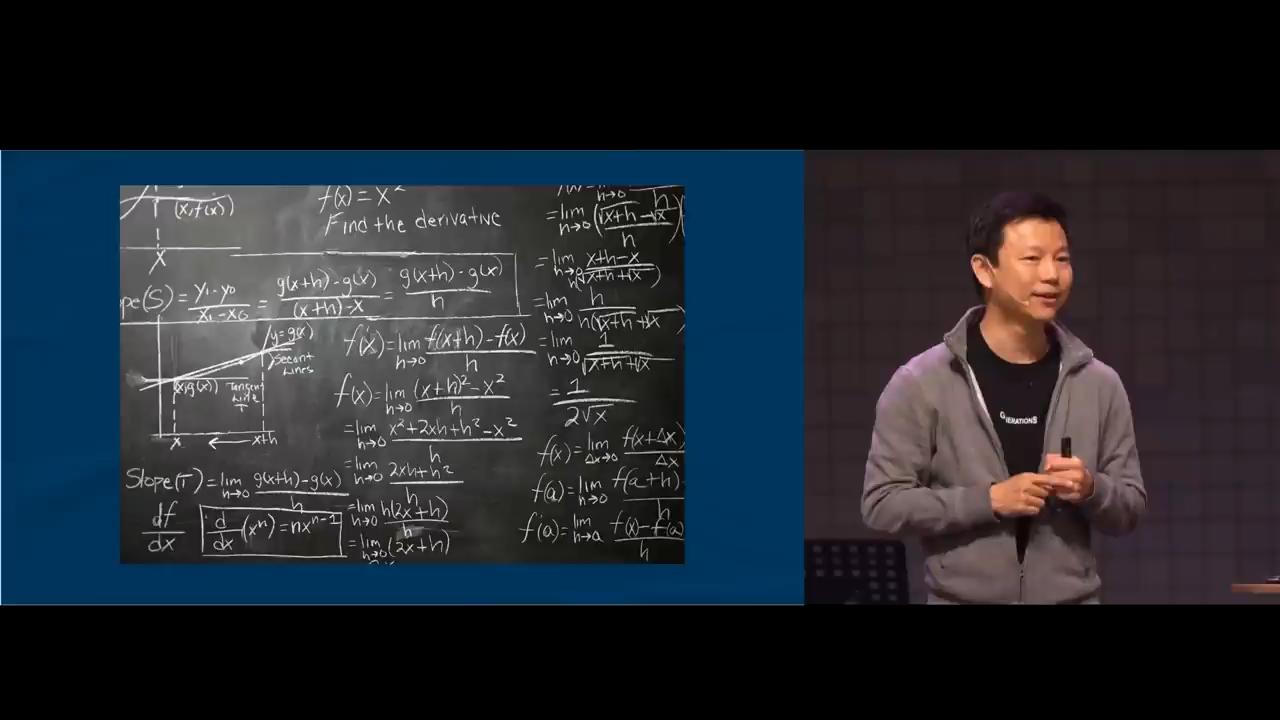 (x, f(x))
X
f(x) = x²
Find the derivative
pe(S) = y₁-y₀ / x₁-x₀ = g(x+h)-g(x) / (x+h)-x = g(x+h)-g(x) / h
y=g(x)
Secant
Lines
(x,g(x))
Tangent
Line
T
x
x+h
Slope(T) = lim h→0 g(x+h)-g(x) / h
df/dx
d/dx (xⁿ) = nxⁿ⁻¹
f'(x) = lim h→0 f(x+h)-f(x) / h
f'(x) = lim h→0 (x+h)²-x² / h
= lim h→0 x²+2xh+h²-x² / h
= lim h→0 2xh+h² / h
= lim h→0 h(2x+h) / h
= lim h→0 (2x+h)
h→0 h
= lim h→0 (√x+h-√x / h)(
= lim h→0 x+h-x / h(√x+h+√x)
= lim h→0 h / h(√x+h+√x)
= lim h→0 1 / √x+h+√x
= 1 / 2√x
f'(x) = lim Δx→0 f(x+Δx) / Δx
f'(a) = lim h→0 f(a+h)- / h
f'(a) = lim h→a f(x)-f(a) / h
GENERATIONS